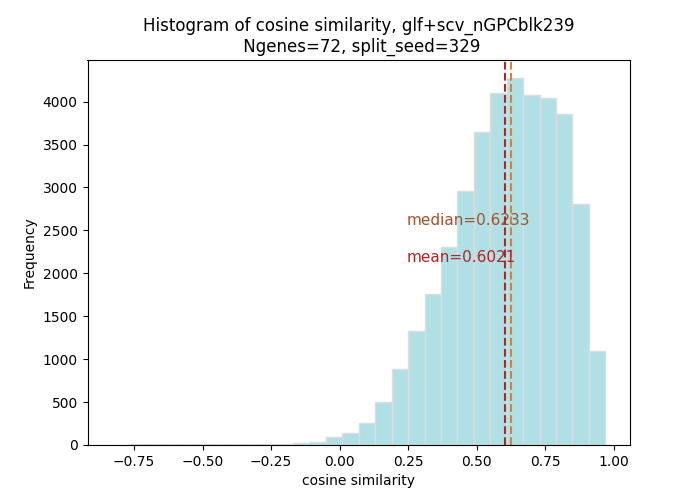 Histogram of cosine similarity, glf+scv_nGPCblk239
Ngenes=72, split_seed=329
4000
3500
3000
2500
2000
1500
1000
500
0
Frequency
median=0.6233
mean=0.6021
−0.75
−0.50
−0.25
0.00
0.25
0.50
0.75
1.00
cosine similarity